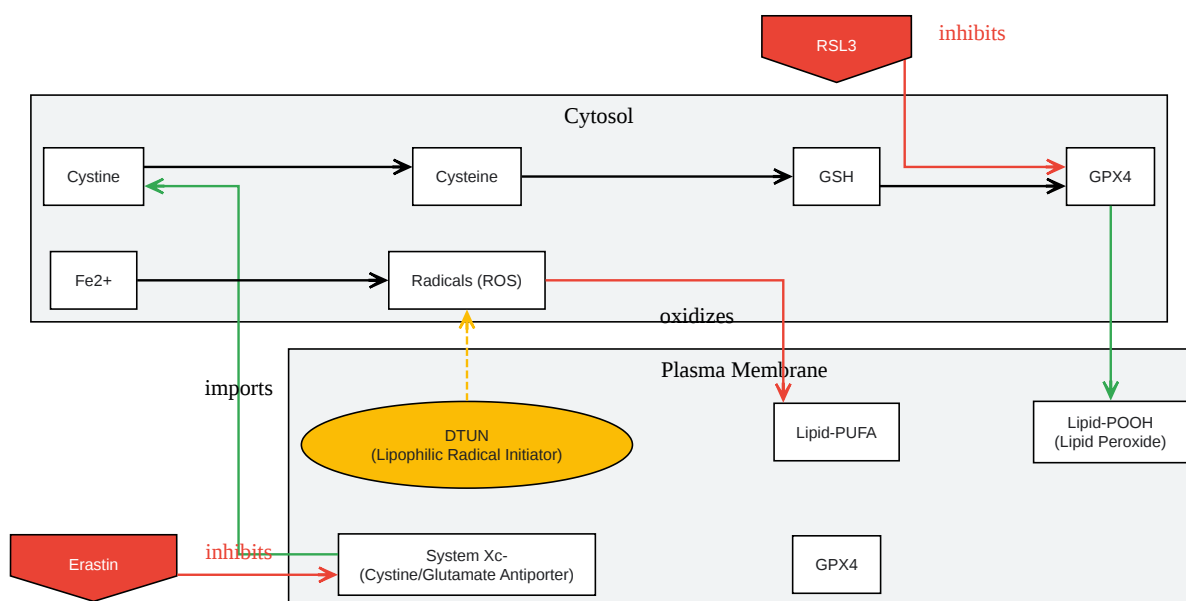 RSL3
inhibits
Cytosol
Cystine
Cysteine
GSH
GPX4
Fe2+
Radicals (ROS)
oxidizes
Plasma Membrane
imports
DTUN
(Lipophilic Radical Initiator)
Lipid-PUFA
Lipid-POOH
(Lipid Peroxide)
Erastin
inhibits
System Xc-
(Cystine/Glutamate Antiporter)
GPX4